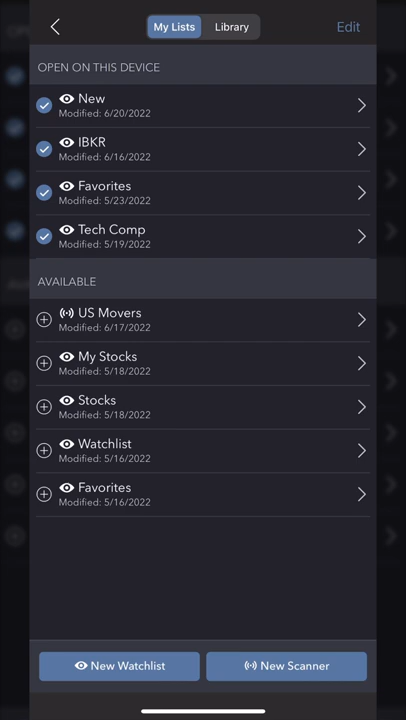 My Lists
Library
Edit
OPEN ON THIS DEVICE
New
Modified: 6/20/2022
IBKR
Modified: 6/16/2022
Favorites
Modified: 5/23/2022
Tech Comp
Modified: 5/19/2022
AVAILABLE
US Movers
Modified: 6/17/2022
My Stocks
Modified: 5/18/2022
Stocks
Modified: 5/18/2022
Watchlist
Modified: 5/16/2022
Favorites
Modified: 5/16/2022
New Watchlist
New Scanner